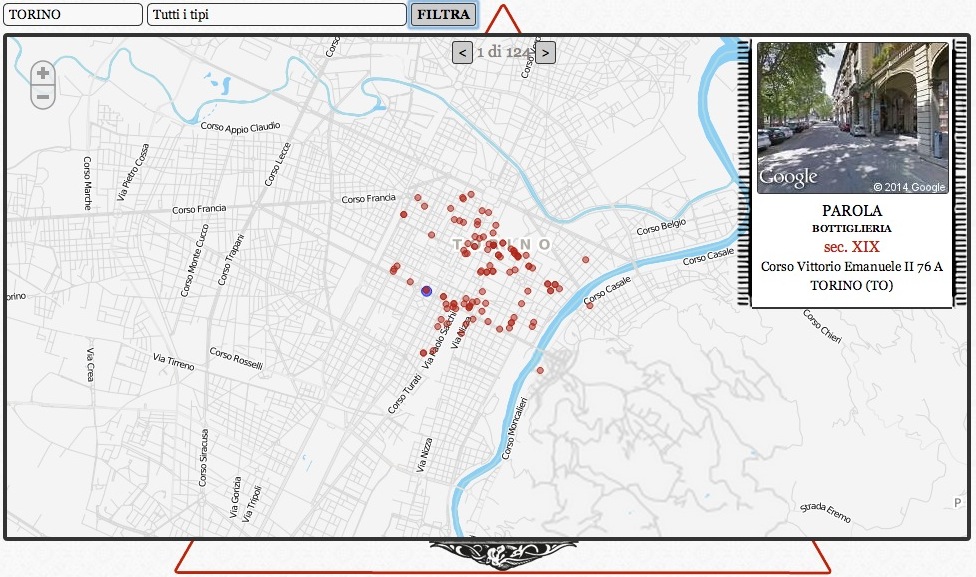 TORINO
Tutti i tipi
FILTRA
< 1 di 124 >
+
−
Google
© 2014 Google
PAROLA
BOTTIGLIERIA
sec. XIX
Corso Vittorio Emanuele II 76 A
TORINO (TO)
Corso Appio Claudio
Corso Lecce
Via Pietro Cossa
Corso Marche
Corso Francia
Corso Francia
Corso Monte Cucco
Corso Trapani
TORINO
Corso Belgio
Corso Casale
Corso Casale
orino
Corso Chieri
Via Paolo Sacchi
Via Nizza
Via Crea
Via Tirreno
Corso Rosselli
Corso Turati
Corso Moncalieri
Via Nizza
Corso Siracusa
Via Gorizia
Via Tripoli
Strada Eremo
P